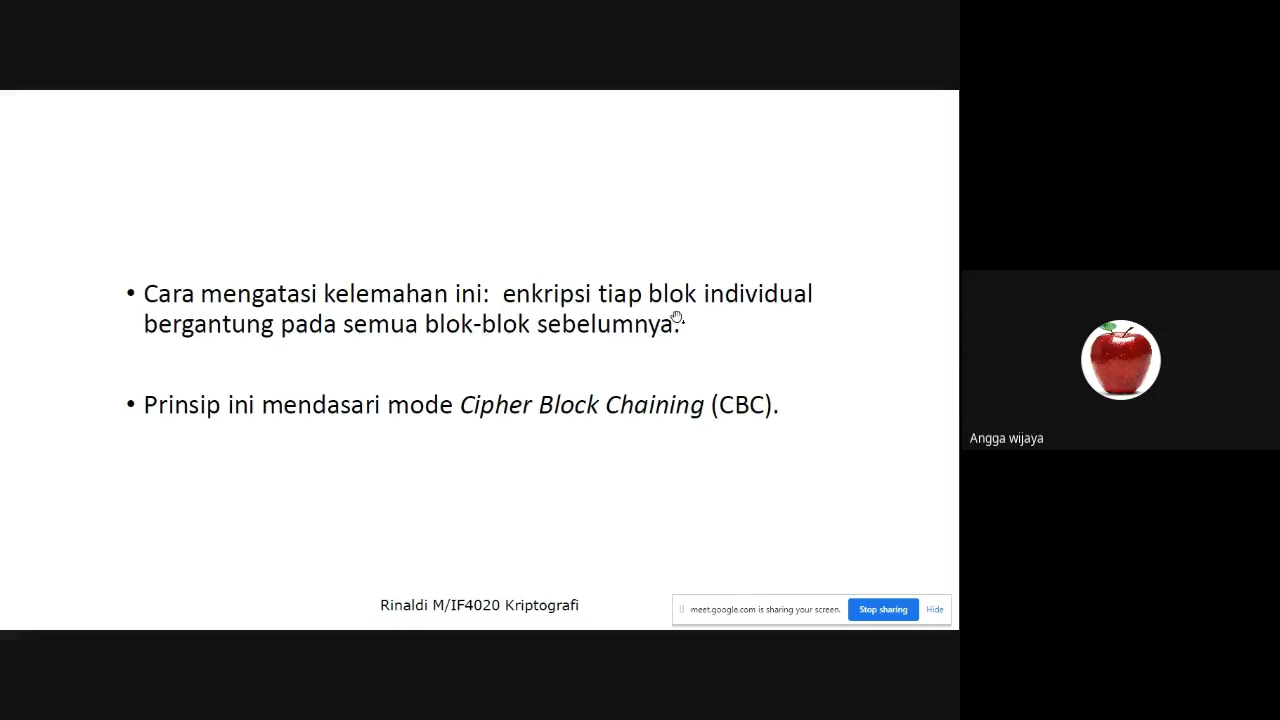 • Cara mengatasi kelemahan ini: enkripsi tiap blok individual
bergantung pada semua blok-blok sebelumnya.
• Prinsip ini mendasari mode Cipher Block Chaining (CBC).
Angga wijaya
Rinaldi M/IF4020 Kriptografi
meet.google.com is sharing your screen.
Stop sharing
Hide